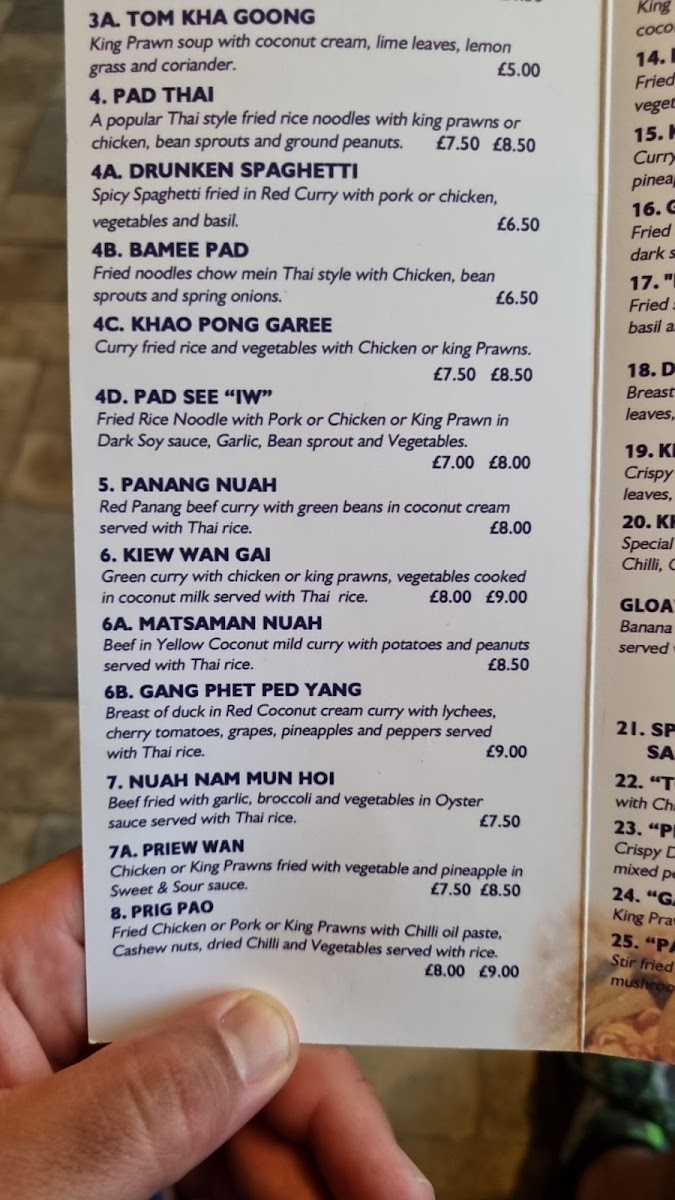 3A. TOM KHA GOONG
King Prawn soup with coconut cream, lime leaves, lemon
grass and coriander. £5.00
4. PAD THAI
A popular Thai style fried rice noodles with king prawns or
chicken, bean sprouts and ground peanuts. £7.50 £8.50
4A. DRUNKEN SPAGHETTI
Spicy Spaghetti fried in Red Curry with pork or chicken,
vegetables and basil. £6.50
4B. BAMEE PAD
Fried noodles chow mein Thai style with Chicken, bean
sprouts and spring onions. £6.50
4C. KHAO PONG GAREE
Curry fried rice and vegetables with Chicken or king Prawns.
£7.50 £8.50
4D. PAD SEE “IW”
Fried Rice Noodle with Pork or Chicken or King Prawn in
Dark Soy sauce, Garlic, Bean sprout and Vegetables.
£7.00 £8.00
5. PANANG NUAH
Red Panang beef curry with green beans in coconut cream
served with Thai rice. £8.00
6. KIEW WAN GAI
Green curry with chicken or king prawns, vegetables cooked
in coconut milk served with Thai rice. £8.00 £9.00
6A. MATSAMAN NUAH
Beef in Yellow Coconut mild curry with potatoes and peanuts
served with Thai rice. £8.50
6B. GANG PHET PED YANG
Breast of duck in Red Coconut cream curry with lychees,
cherry tomatoes, grapes, pineapples and peppers served
with Thai rice. £9.00
7. NUAH NAM MUN HOI
Beef fried with garlic, broccoli and vegetables in Oyster
sauce served with Thai rice. £7.50
7A. PRIEW WAN
Chicken or King Prawns fried with vegetable and pineapple in
Sweet & Sour sauce. £7.50 £8.50
8. PRIG PAO
Fried Chicken or Pork or King Prawns with Chilli oil paste,
Cashew nuts, dried Chilli and Vegetables served with rice.
£8.00 £9.00
King
14.
Fried
15.
Curry
16.
Fried
dark
17.
Fried
basil
18.
Breast
leaves,
19.
Crispy
leaves,
20.
Special
Chilli,
Banana
served
21.
22.
with
23.
Crispy
mixed
24.
King
25.
Stir fried